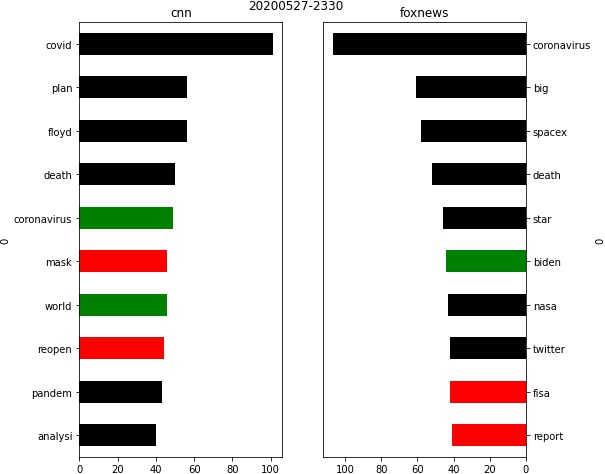 20200527-2330
cnn
foxnews
covid
plan
floyd
death
coronavirus
mask
world
reopen
pandem
analysi
0 20 40 60 80 100
0
coronavirus
big
spacex
death
star
biden
nasa
twitter
fisa
report
100 80 60 40 20 0
0